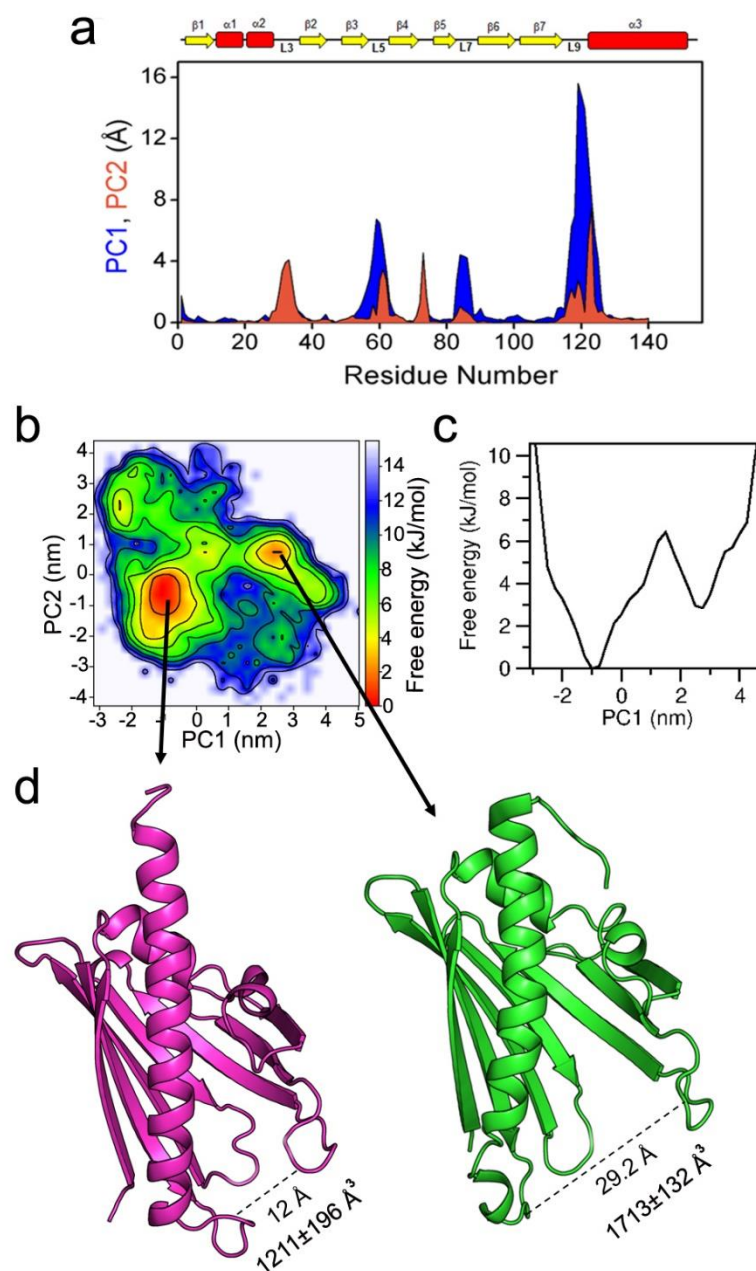 a
β1 α1 α2 β2 β3 β4 β5 β6 β7 α3
L3 L5 L7 L9
PC1, PC2 (Å)
16
12
8
4
0
0 20 40 60 80 100 120 140
Residue Number
b
PC2 (nm)
4
3
2
1
0
-1
-2
-3
-4
-3 -2 -1 0 1 2 3 4 5
PC1 (nm)
14
12
10
8
6
4
2
0
Free energy (kJ/mol)
c
Free energy (kJ/mol)
10
8
6
4
2
0
-2 0 2 4
PC1 (nm)
d
12 Å
1211±196 Å³
29.2 Å
1713±132 Å³